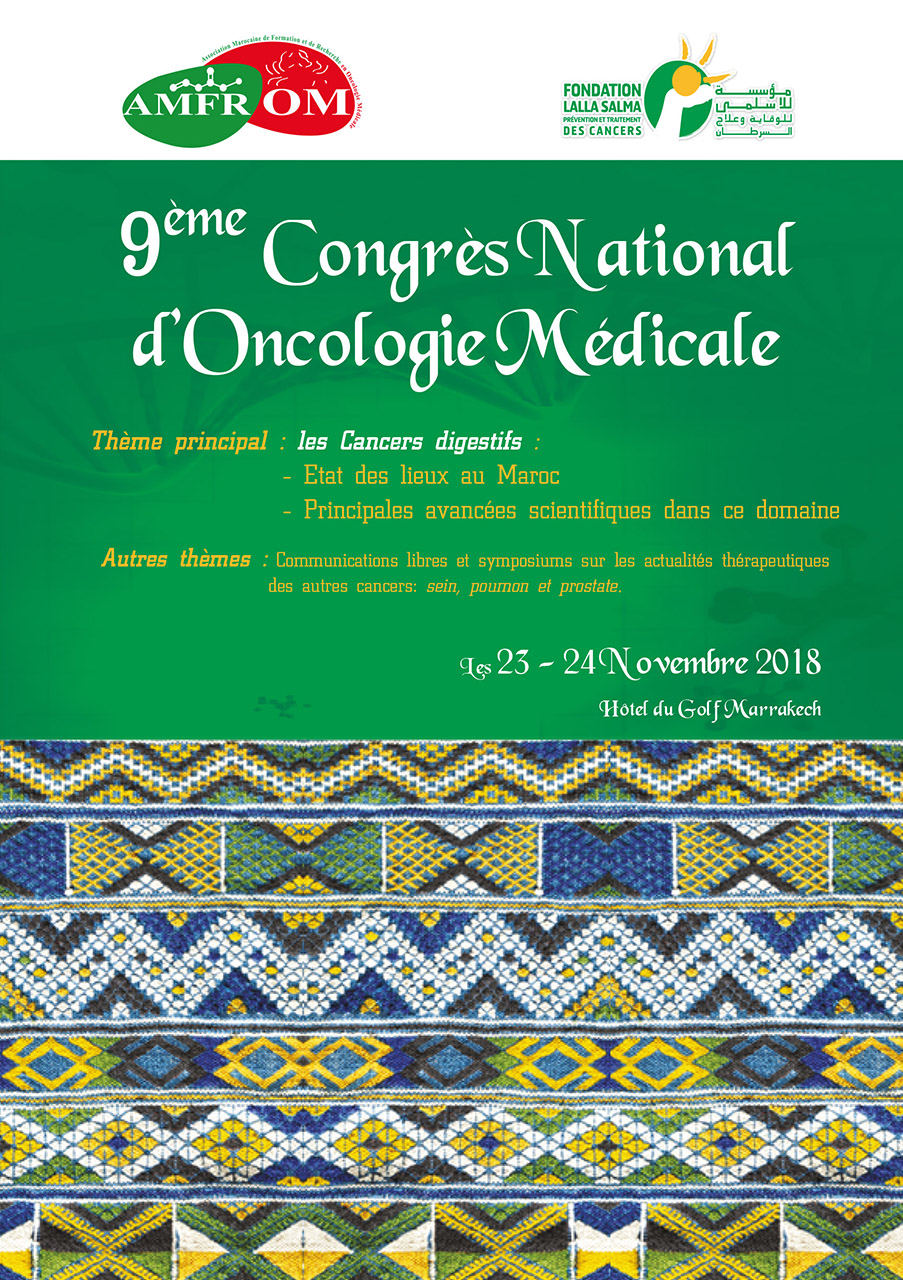 Association Marocaine de Formation et de Recherche en Oncologie Médicale
AMFROM
FONDATION
LALLA SALMA
PRÉVENTION ET TRAITEMENT
DES CANCERS
مؤسسة
للاسلمى
للوقاية وعلاج
السرطان
9ème Congrès National
d'Oncologie Médicale
Thème principal : les Cancers digestifs :
- Etat des lieux au Maroc
- Principales avancées scientifiques dans ce domaine
Autres thèmes : Communications libres et symposiums sur les actualités thérapeutiques
des autres cancers: sein, poumon et prostate.
Les 23 - 24 Novembre 2018
Hôtel du Golf Marrakech